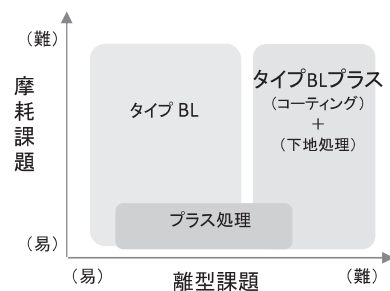 （難）
摩耗課題
（易）
タイプ BL
タイプBLプラス
（コーティング）
＋
（下地処理）
プラス処理
（易）
離型課題
（難）